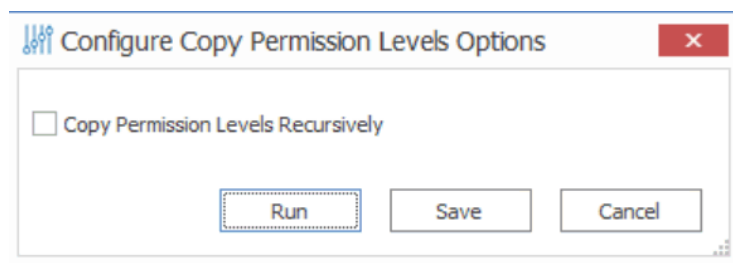 Configure Copy Permission Levels Options
Copy Permission Levels Recursively
Run Save Cancel